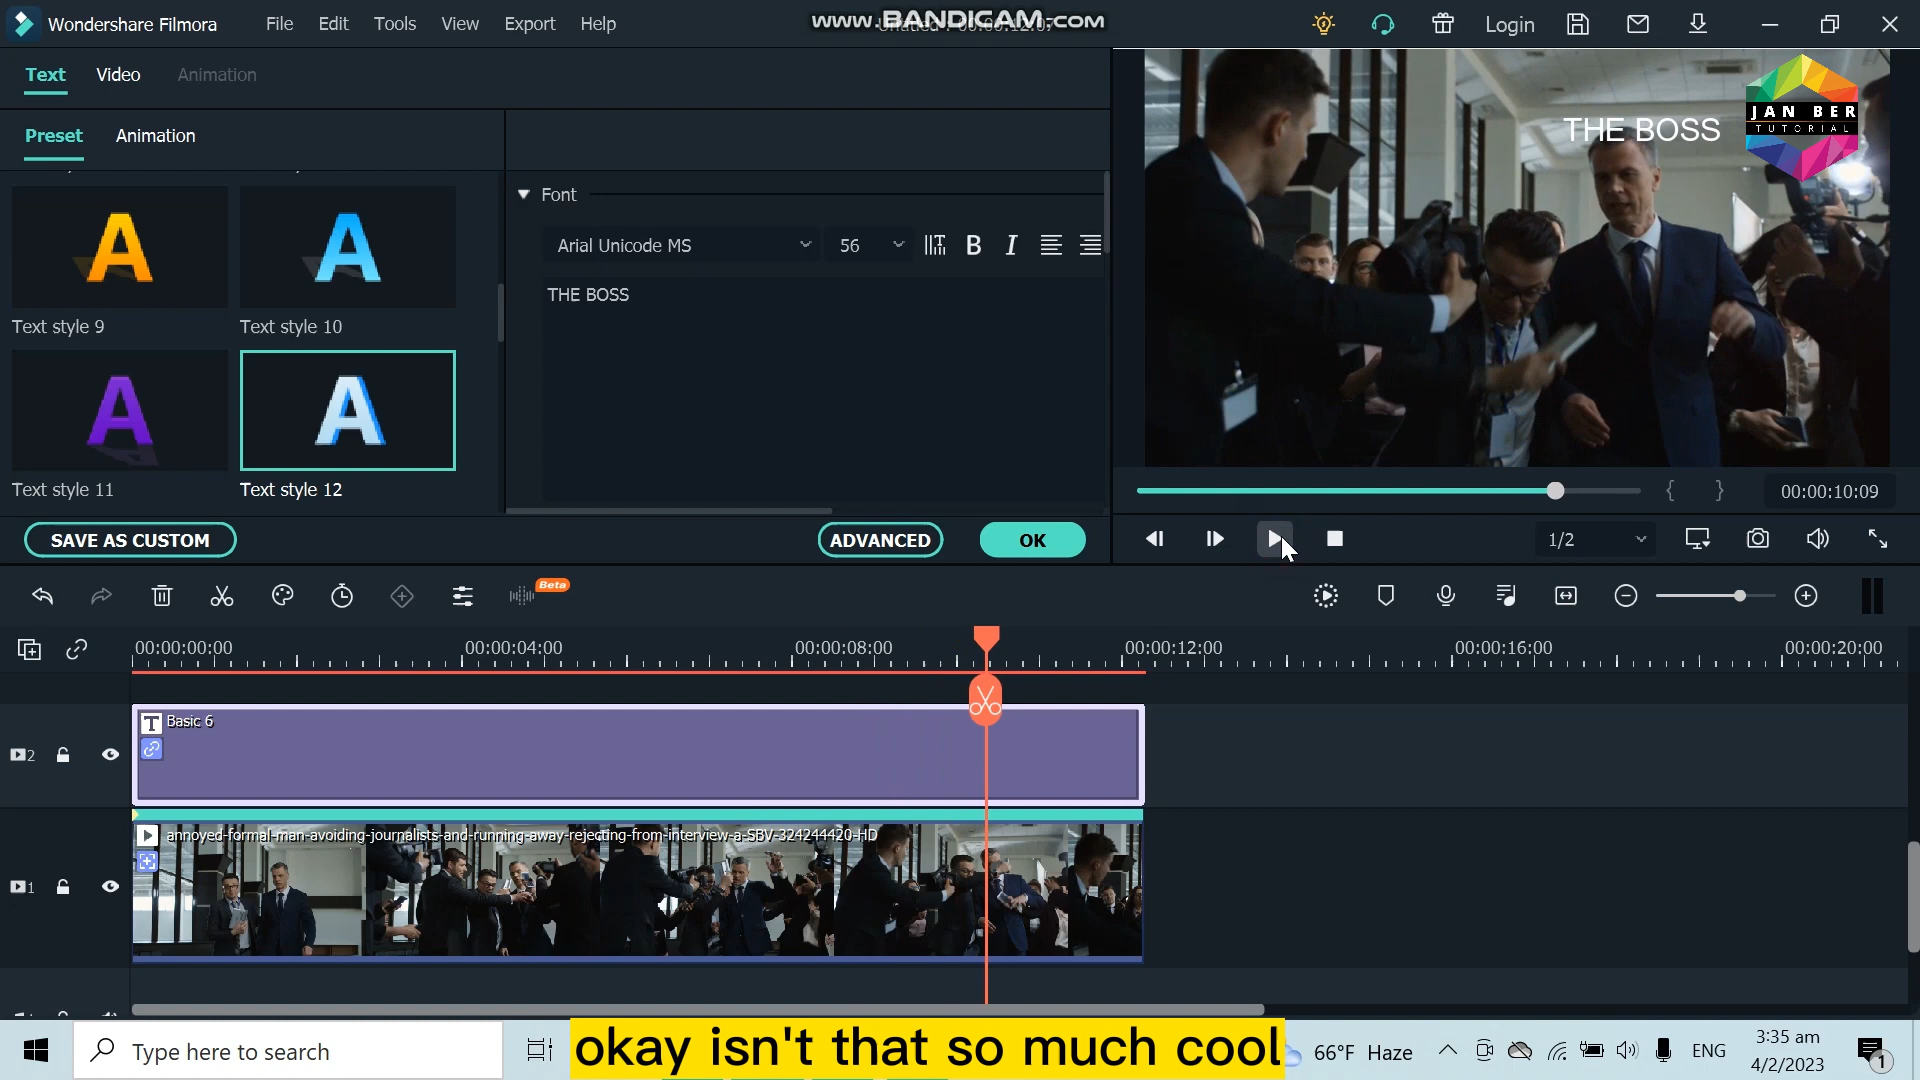 Wondershare Filmora
File Edit Tools View Export Help
www.BANDICAM.com
Login
Text Video Animation
Preset Animation
Font
Arial Unicode MS 56 B I
THE BOSS
Text style 9 Text style 10
Text style 11 Text style 12
SAVE AS CUSTOM ADVANCED OK
THE BOSS
JAN BER
TUTORIAL
{ } 00:00:10:09
1/2
Beta
00:00:00:00 00:00:04:00 00:00:08:00 00:00:12:00 00:00:16:00 00:00:20:00
2
T Basic 6
1
annoyed-formal-man-avoiding-journalists-and-running-away-rejecting-from-interview-a-SBV-324244420-HD
Type here to search
okay isn't that so much cool
66°F Haze
ENG
3:35 am
4/2/2023
1